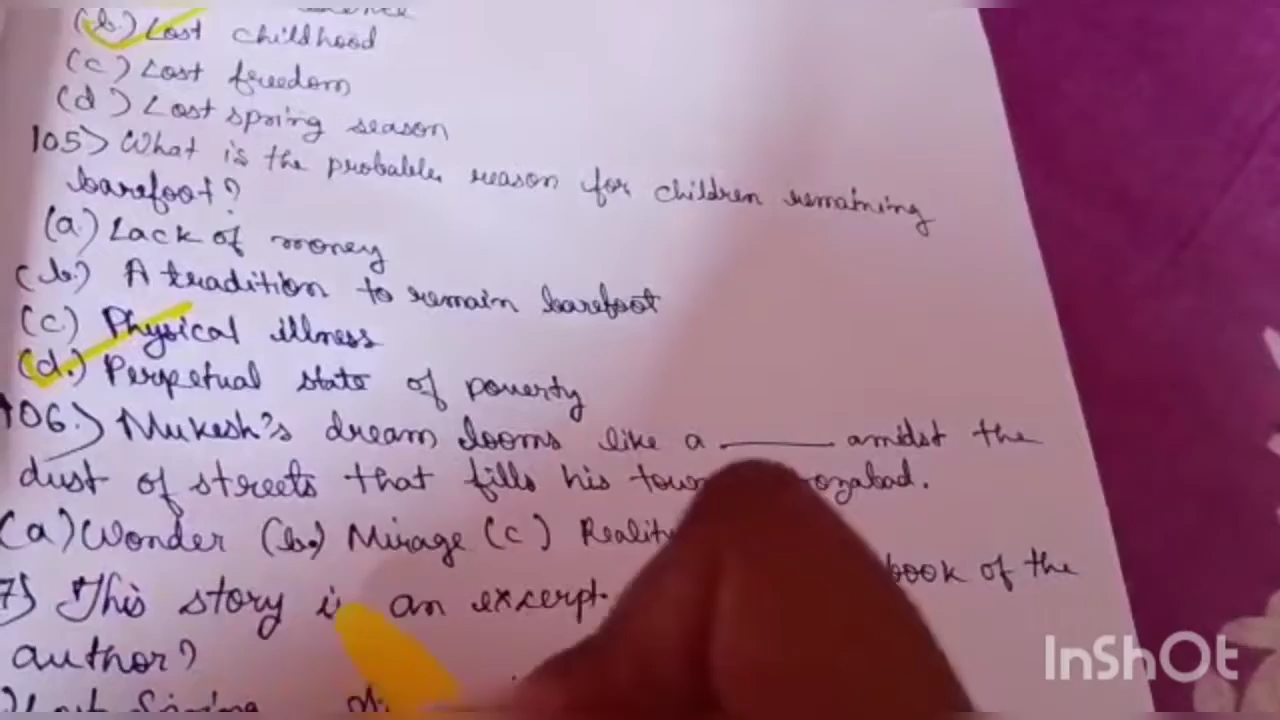 (b.) Lost childhood
(c) Lost freedom
(d) Lost spring season
105> What is the probable reason for children remaining
barefoot?
(a.) Lack of money
(b.) A tradition to remain barefoot
(c.) Physical illness
(d.) Perpetual state of poverty
106.) Mukesh's dream looms like a ______ amidst the
dust of streets that fills his
(a) Wonder (b.) Mirage (c) Reality
7) This story is an excerpt book of the
author?
InShOt